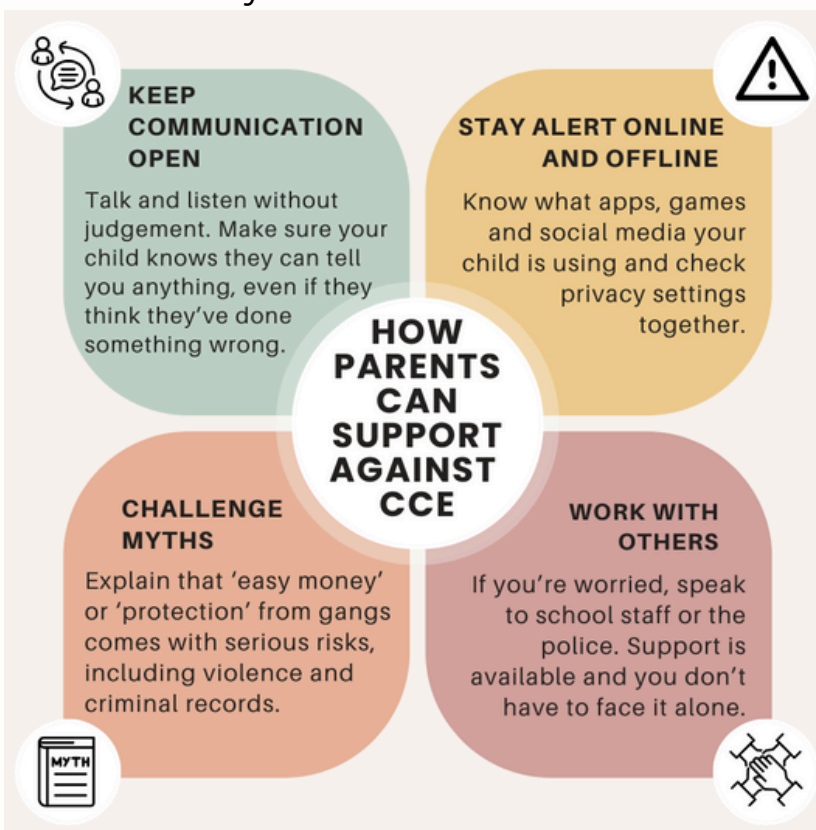 KEEP
COMMUNICATION
OPEN
Talk and listen without
judgement. Make sure your
child knows they can tell
you anything, even if they
think they've done
something wrong.
STAY ALERT ONLINE
AND OFFLINE
Know what apps, games
and social media your
child is using and check
privacy settings
together.
HOW
PARENTS
CAN
SUPPORT
AGAINST
CCE
CHALLENGE
MYTHS
Explain that 'easy money'
or 'protection' from gangs
comes with serious risks,
including violence and
criminal records.
MYTH
WORK WITH
OTHERS
If you're worried, speak
to school staff or the
police. Support is
available and you don't
have to face it alone.